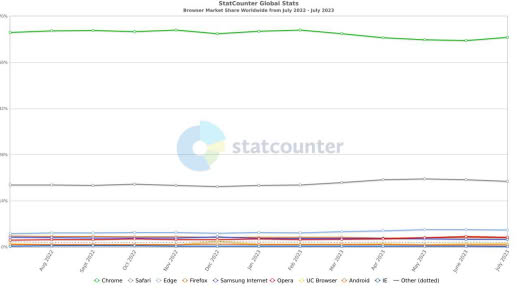 StatCounter Global Stats
Browser Market Share Worldwide from July 2022 - July 2023
0%
statcounter
Aug 2022
Sept 2022
Oct 2022
Nov 2022
Dec 2022
Jan 2023
Feb 2023
Mar 2023
Apr 2023
May 2023
June 2023
July 2023
Chrome Safari Edge Firefox Samsung Internet Opera UC Browser Android IE Other (dotted)